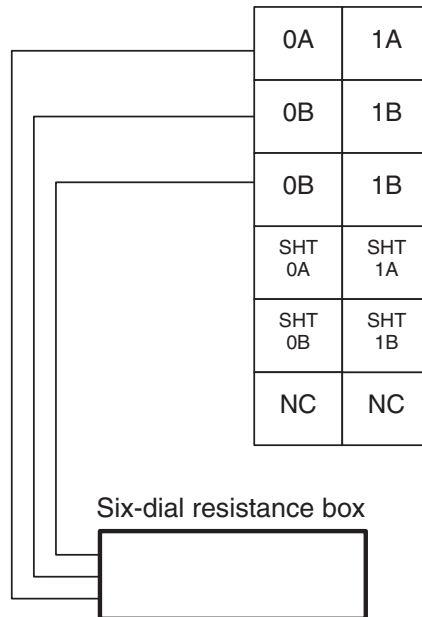 0A 1A
0B 1B
0B 1B
SHT 0A SHT 1A
SHT 0B SHT 1B
NC NC
Six-dial resistance box